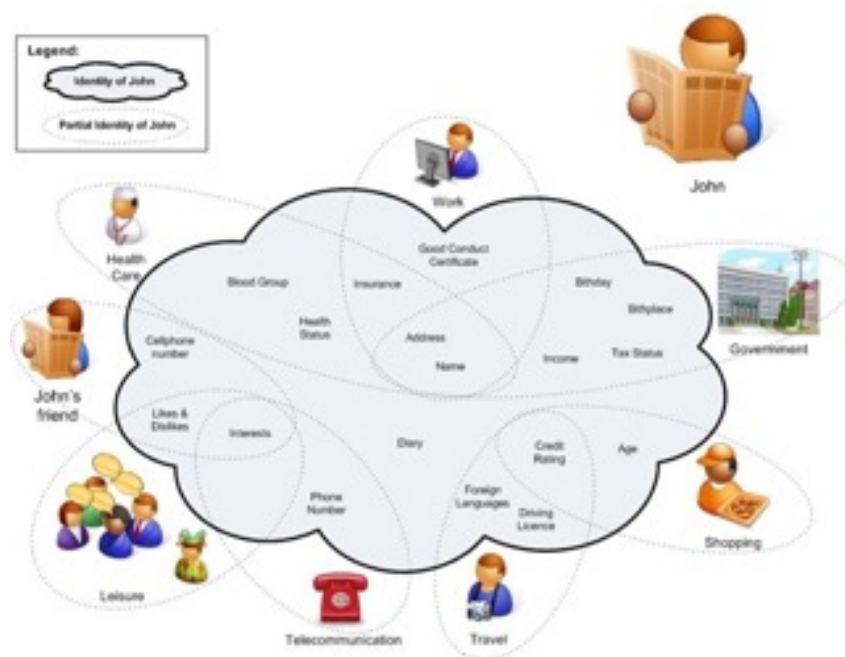 Legend:
Identity of John
Partial Identity of John
John
Work
Health
Care
Good Conduct
Certificate
Blood Group
Insurance
Bithday
Bithplace
Health
Status
Government
Cellphone
number
Address
Name
Income
Tax Status
John's
friend
Likes &
Dislikes
Interests
Diary
Credit
Rating
Age
Foreign
Languages
Phone
Number
Driving
Licence
Shopping
Leisure
Telecommunication
Travel